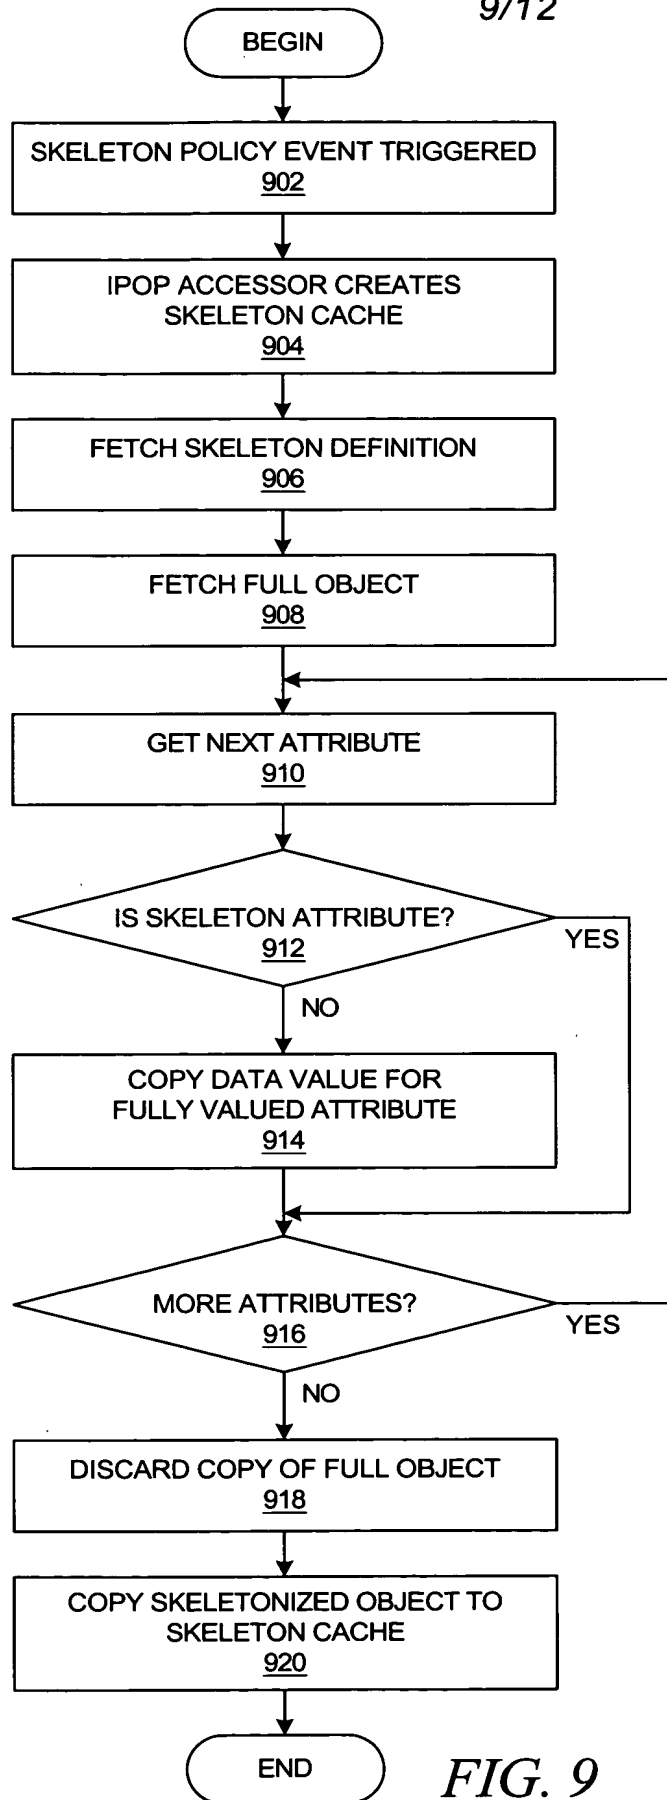 9/12
BEGIN
SKELETON POLICY EVENT TRIGGERED
902
IPOP ACCESSOR CREATES
SKELETON CACHE
904
FETCH SKELETON DEFINITION
906
FETCH FULL OBJECT
908
GET NEXT ATTRIBUTE
910
IS SKELETON ATTRIBUTE?
912
YES
NO
COPY DATA VALUE FOR
FULLY VALUED ATTRIBUTE
914
MORE ATTRIBUTES?
916
YES
NO
DISCARD COPY OF FULL OBJECT
918
COPY SKELETONIZED OBJECT TO
SKELETON CACHE
920
END
FIG. 9